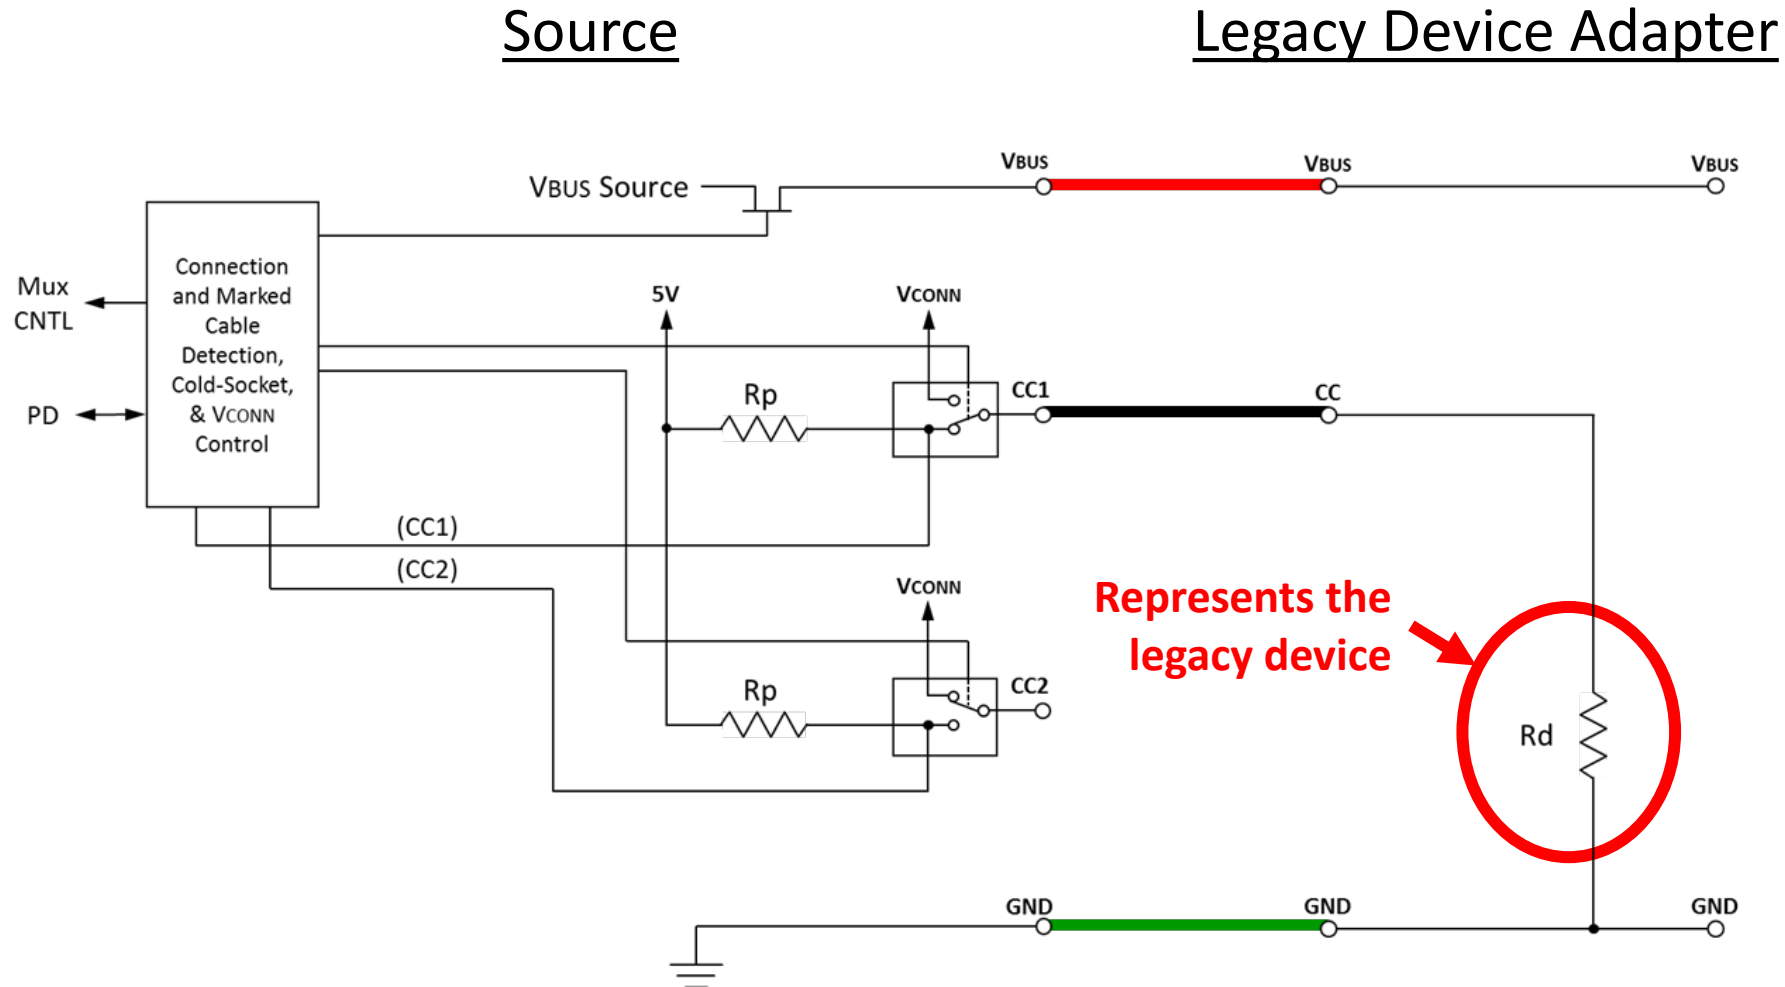 Source
Legacy Device Adapter
VBUS Source
VBUS
VBUS
VBUS
Connection
and Marked
Cable
Detection,
Cold-Socket,
& VCONN
Control
Mux
CNTL
PD
5V
VCONN
Rp
CC1
CC
(CC1)
(CC2)
VCONN
Rp
CC2
Represents the
legacy device
Rd
GND
GND
GND